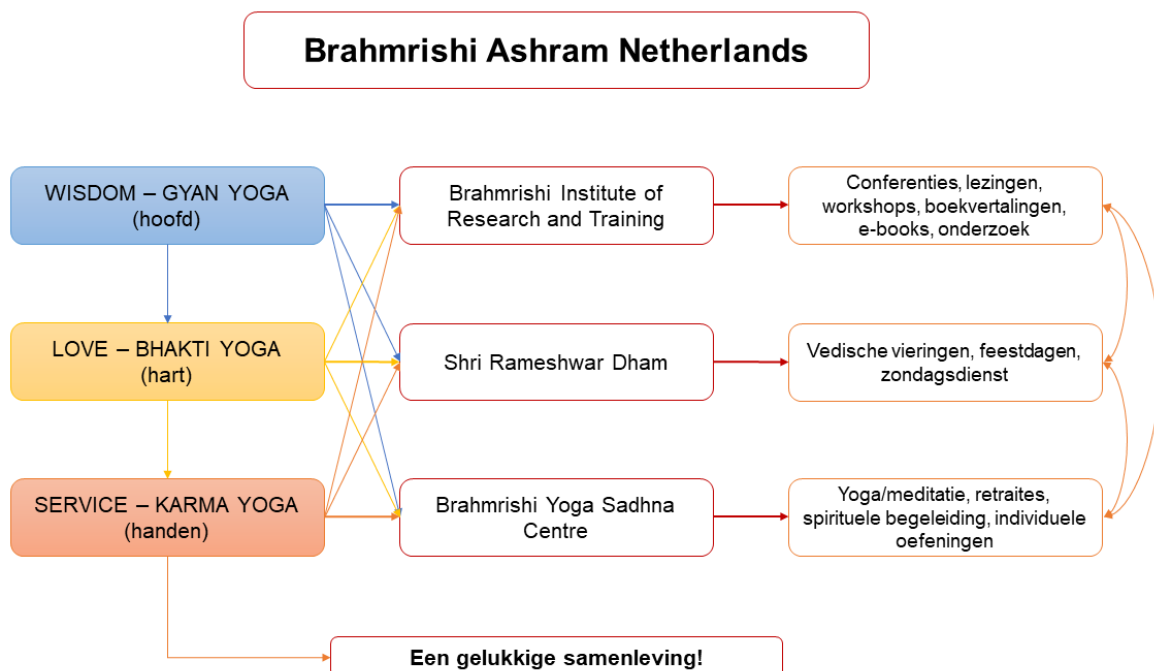 Brahmrishi Ashram Netherlands
WISDOM – GYAN YOGA
(hoofd)
Brahmrishi Institute of
Research and Training
Conferenties, lezingen,
workshops, boekvertalingen,
e-books, onderzoek
LOVE – BHAKTI YOGA
(hart)
Shri Rameshwar Dham
Vedische vieringen, feestdagen,
zondagsdienst
SERVICE – KARMA YOGA
(handen)
Brahmrishi Yoga Sadhna
Centre
Yoga/meditatie, retraites,
spirituele begeleiding, individuele
oefeningen
Een gelukkige samenleving!